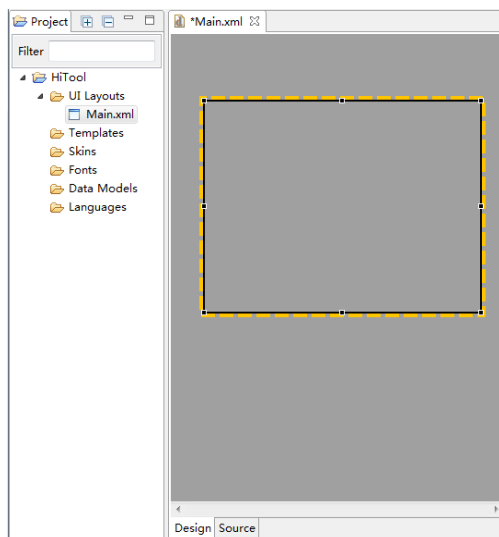 Project
*Main.xml
Filter
HiTool
UI Layouts
Main.xml
Templates
Skins
Fonts
Data Models
Languages
Design Source